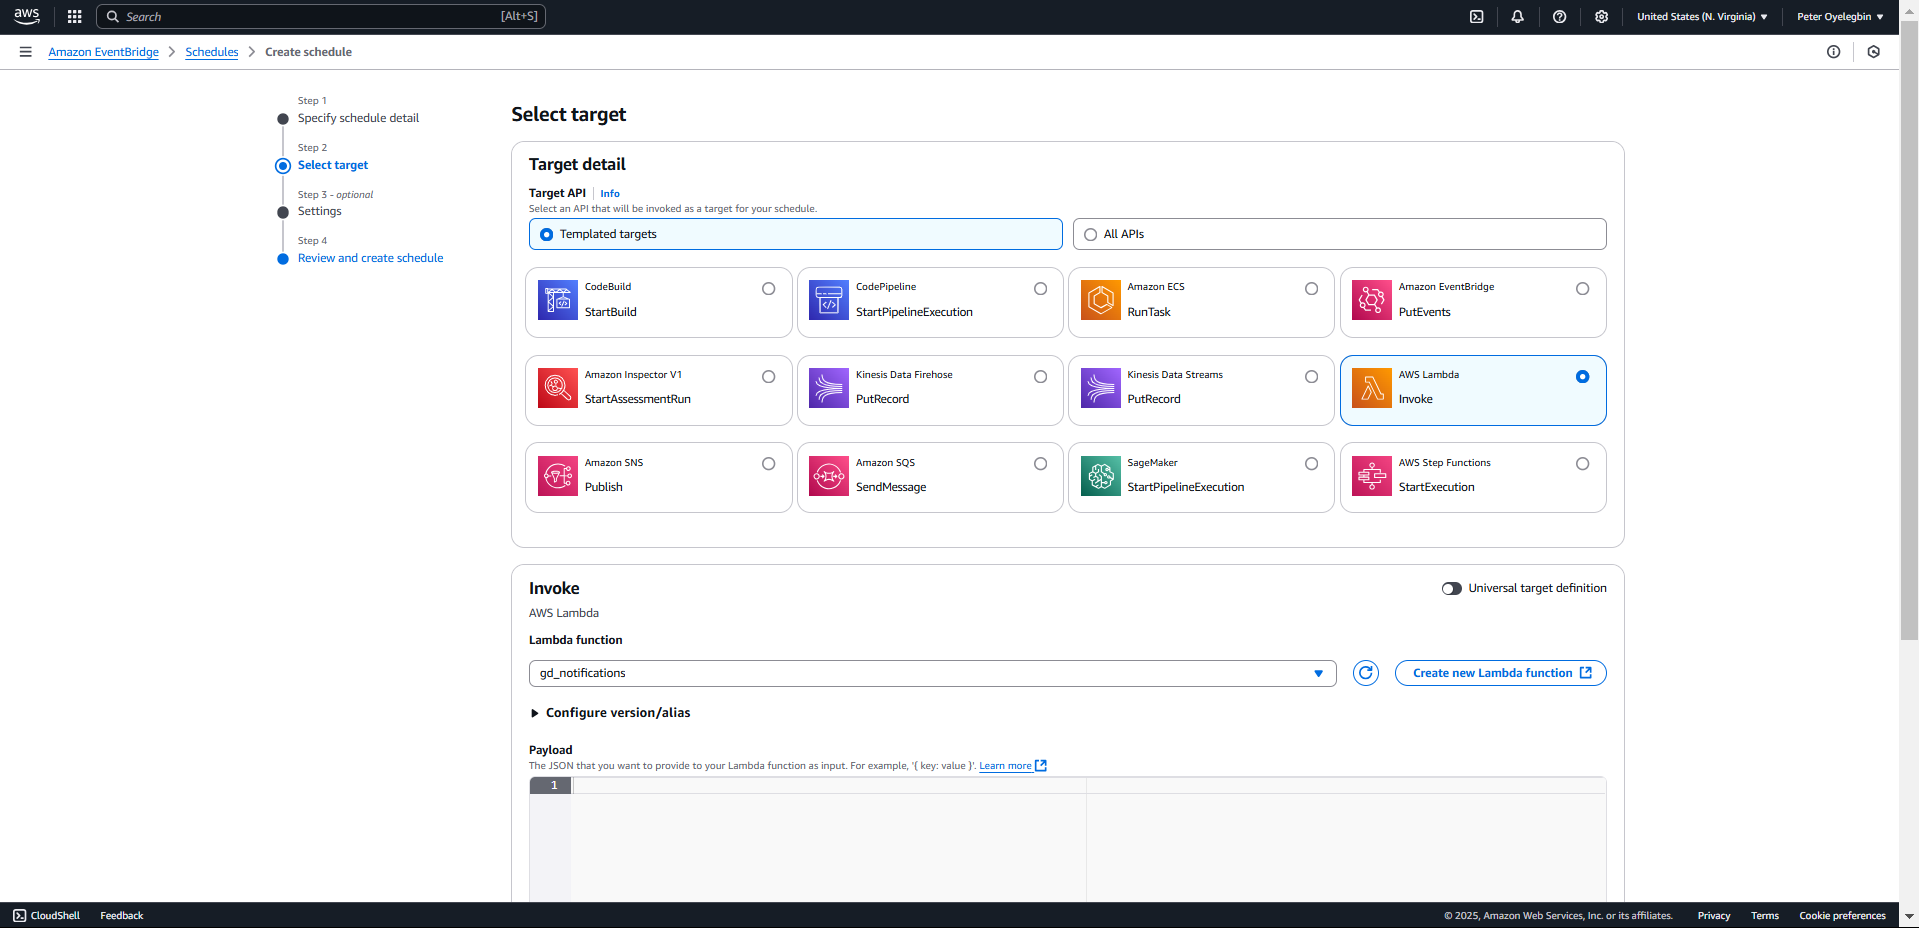 aws
Search
[Alt+S]
United States (N. Virginia)
Peter Oyelegbin
Amazon EventBridge
Schedules
Create schedule
Step 1
Specify schedule detail
Step 2
Select target
Step 3 - optional
Settings
Step 4
Review and create schedule
Select target
Target detail
Target API
Info
Select an API that will be invoked as a target for your schedule.
Templated targets
All APIs
CodeBuild
StartBuild
CodePipeline
StartPipelineExecution
Amazon ECS
RunTask
Amazon EventBridge
PutEvents
Amazon Inspector V1
StartAssessmentRun
Kinesis Data Firehose
PutRecord
Kinesis Data Streams
PutRecord
AWS Lambda
Invoke
Amazon SNS
Publish
Amazon SQS
SendMessage
SageMaker
StartPipelineExecution
AWS Step Functions
StartExecution
Invoke
Universal target definition
AWS Lambda
Lambda function
gd_notifications
Create new Lambda function
Configure version/alias
Payload
The JSON that you want to provide to your Lambda function as input. For example, '{ key: value }'. Learn more
1
CloudShell
Feedback
© 2025, Amazon Web Services, Inc. or its affiliates.
Privacy
Terms
Cookie preferences